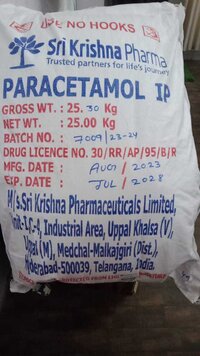 USE NO HOOKS
Sri Krishna Pharma
Trusted partners for life's journey
PARACETAMOL IP
GROSS WT. : 25.30 Kg
NET WT. : 25.00 Kg
BATCH NO. : 7009/23-24
DRUG LICENCE NO. 30/RR/AP/95/B/R
MFG. DATE : AUG / 2023
EXP. DATE : JUL / 2028
M/s.Sri Krishna Pharmaceuticals Limited,
Industrial Area, Uppal Khalsa (V),
Uppal (M), Medchal-Malkajgiri (Dist.),
Hyderabad-500039, Telangana, India.
PROTECTED FROM